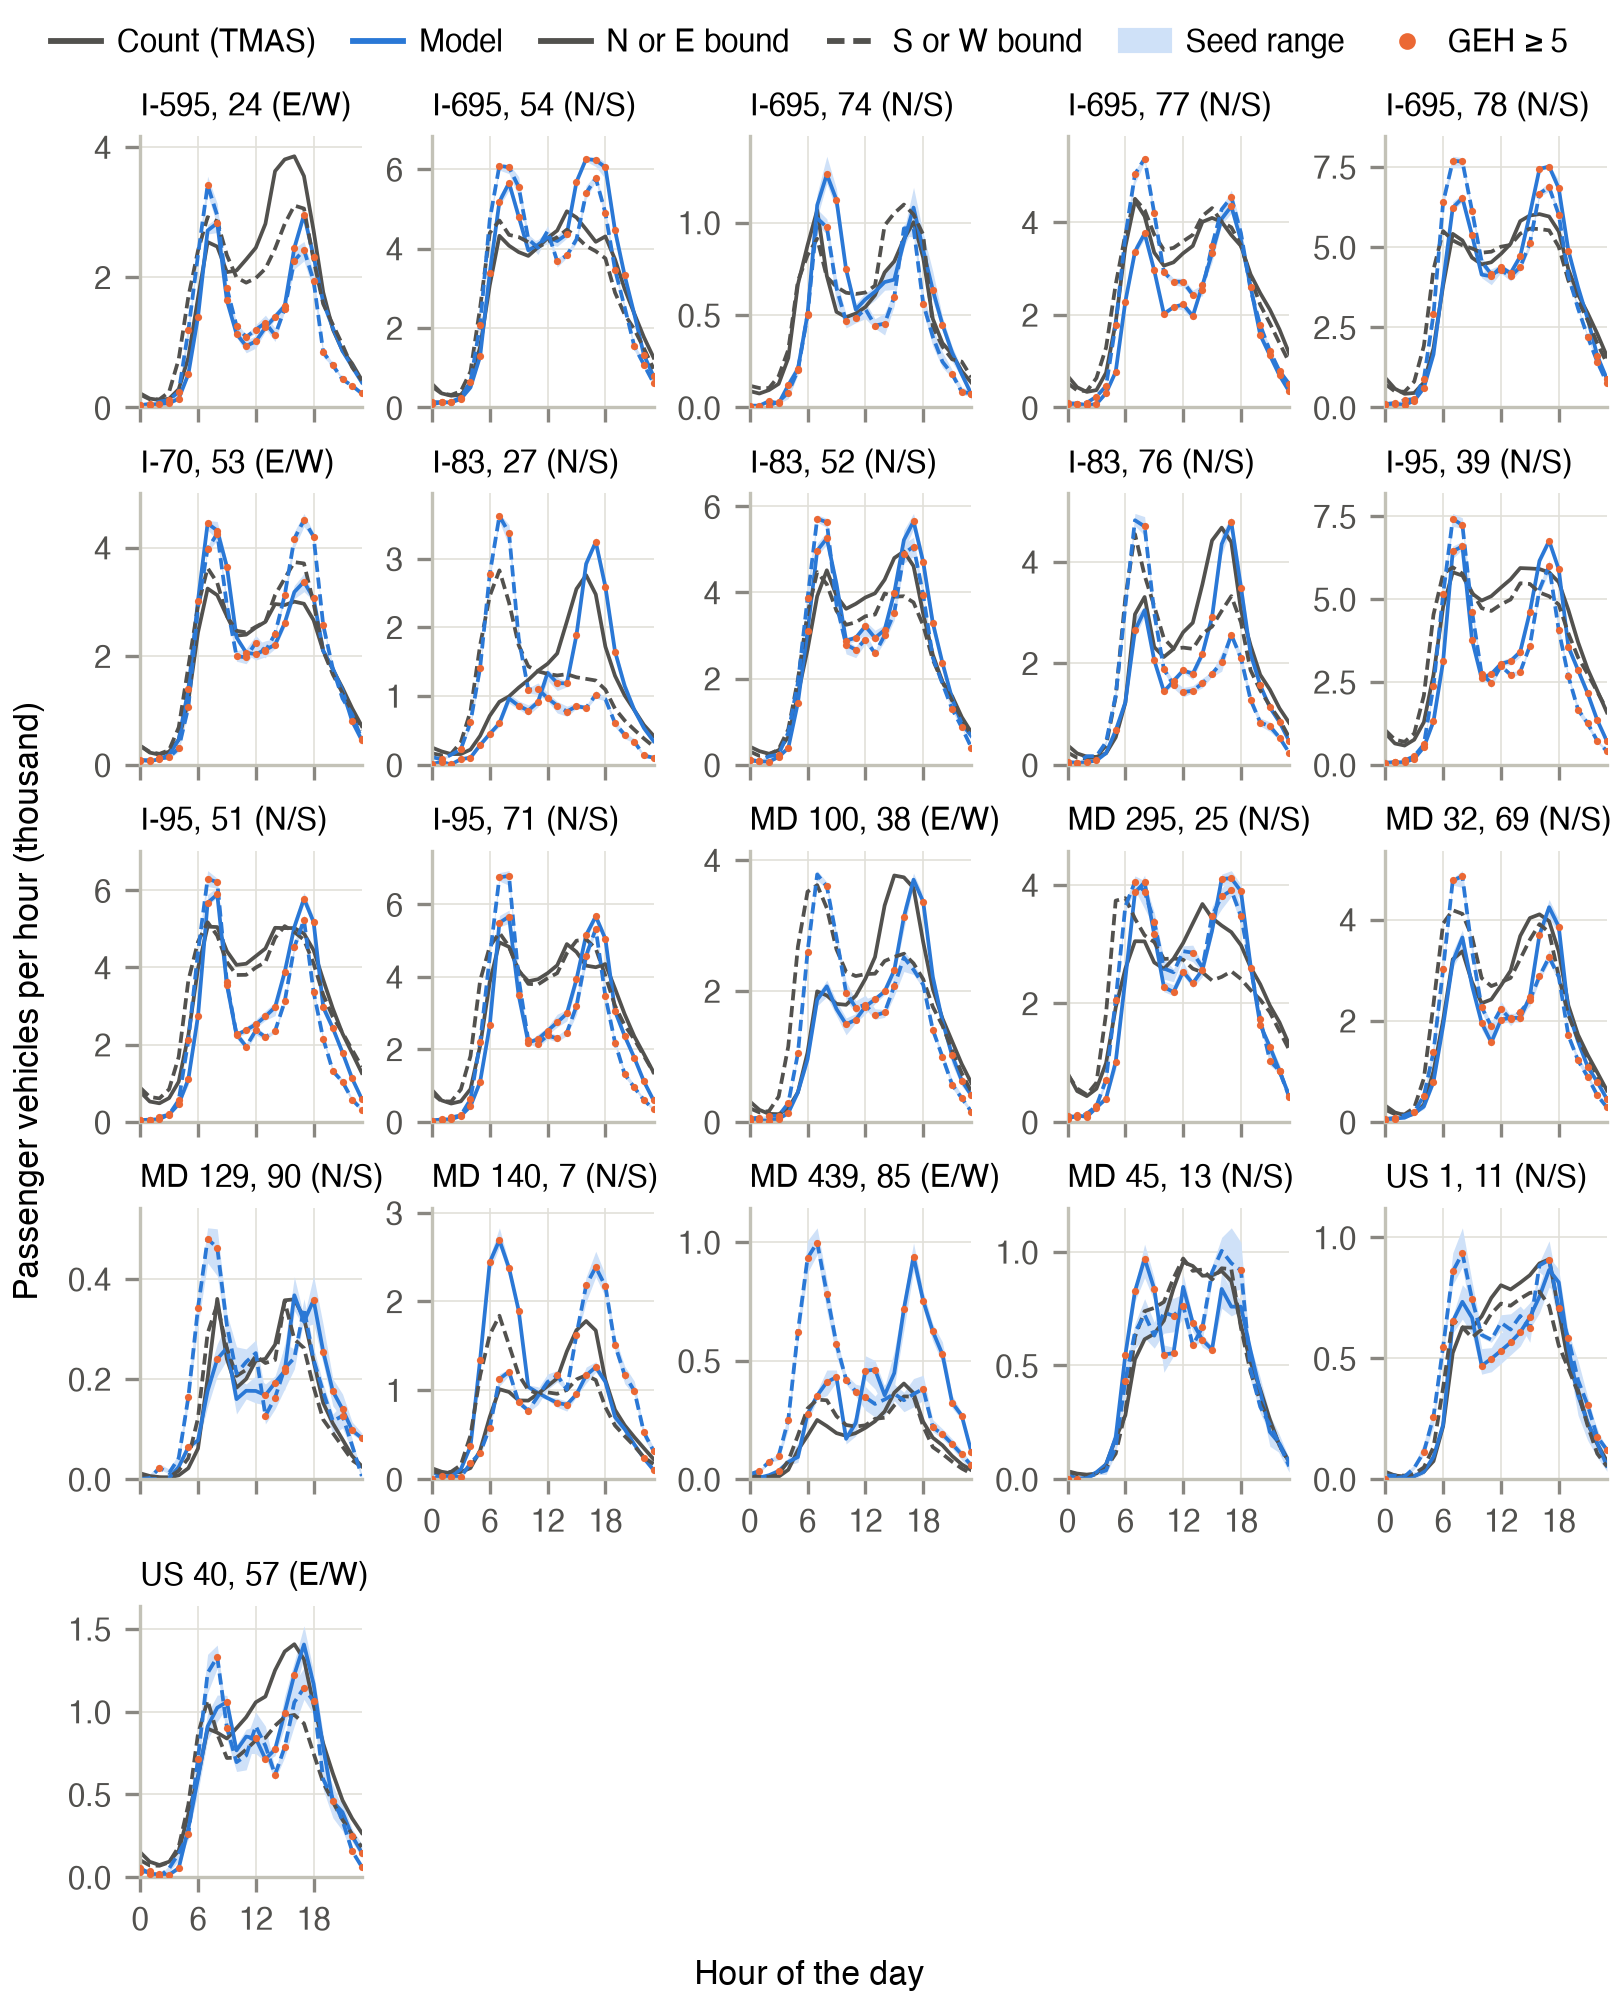 Count (TMAS) Model N or E bound S or W bound Seed range GEH ≥ 5
I-595, 24 (E/W) I-695, 54 (N/S) I-695, 74 (N/S) I-695, 77 (N/S) I-695, 78 (N/S)
4 2 0
6 4 2 0
1.0 0.5 0.0
4 2 0
7.5 5.0 2.5 0.0
I-70, 53 (E/W) I-83, 27 (N/S) I-83, 52 (N/S) I-83, 76 (N/S) I-95, 39 (N/S)
4 2 0
3 2 1 0
6 4 2 0
4 2 0
7.5 5.0 2.5 0.0
Passenger vehicles per hour (thousand)
I-95, 51 (N/S) I-95, 71 (N/S) MD 100, 38 (E/W) MD 295, 25 (N/S) MD 32, 69 (N/S)
6 4 2 0
6 4 2 0
4 2 0
4 2 0
4 2 0
MD 129, 90 (N/S) MD 140, 7 (N/S) MD 439, 85 (E/W) MD 45, 13 (N/S) US 1, 11 (N/S)
0.4 0.2 0.0
3 2 1 0
1.0 0.5 0.0
1.0 0.5 0.0
1.0 0.5 0.0
0 6 12 18 0 6 12 18 0 6 12 18 0 6 12 18
US 40, 57 (E/W)
1.5 1.0 0.5 0.0
0 6 12 18
Hour of the day